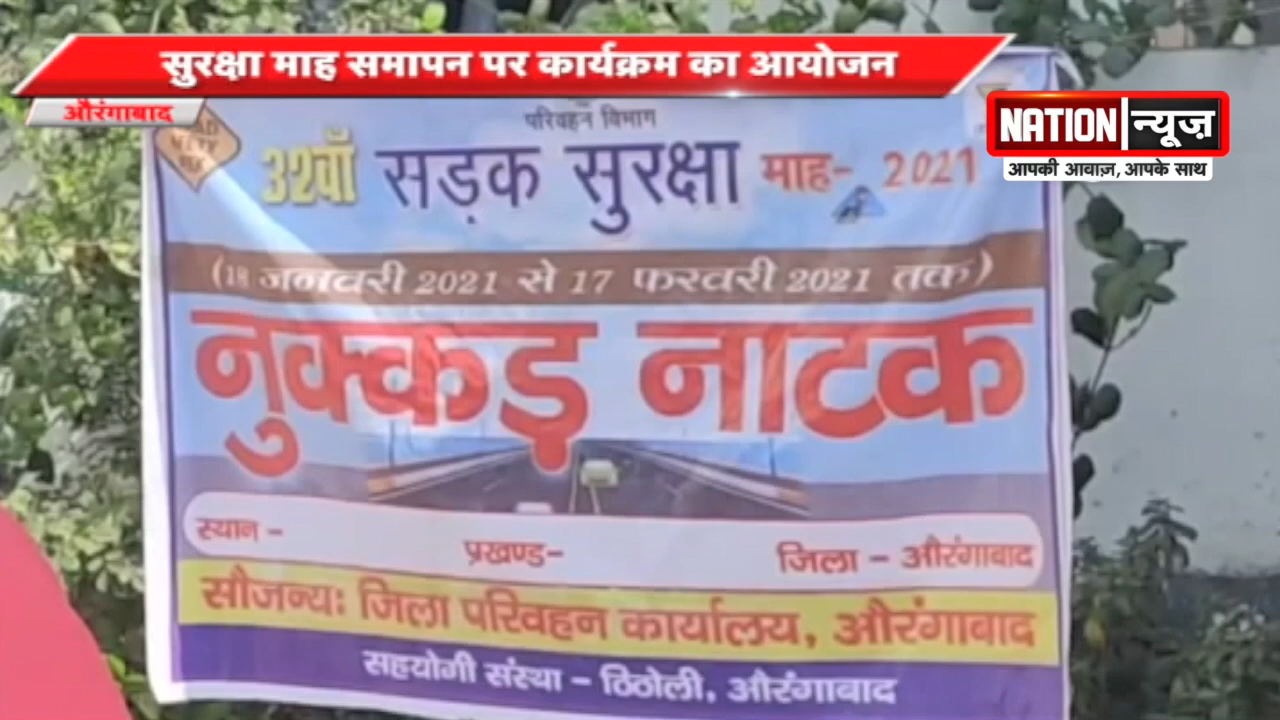 सुरक्षा माह समापन पर कार्यक्रम का आयोजन
औरंगाबाद
NATION न्यूज़
आपकी आवाज़, आपके साथ
परिवहन विभाग
32वाँ सड़क सुरक्षा माह- 2021
(18 जनवरी 2021 से 17 फरवरी 2021 तक)
नुक्कड़ नाटक
स्थान - प्रखण्ड- जिला - औरंगाबाद
सौजन्यः जिला परिवहन कार्यालय, औरंगाबाद
सहयोगी संस्था - ठिठोली, औरंगाबाद